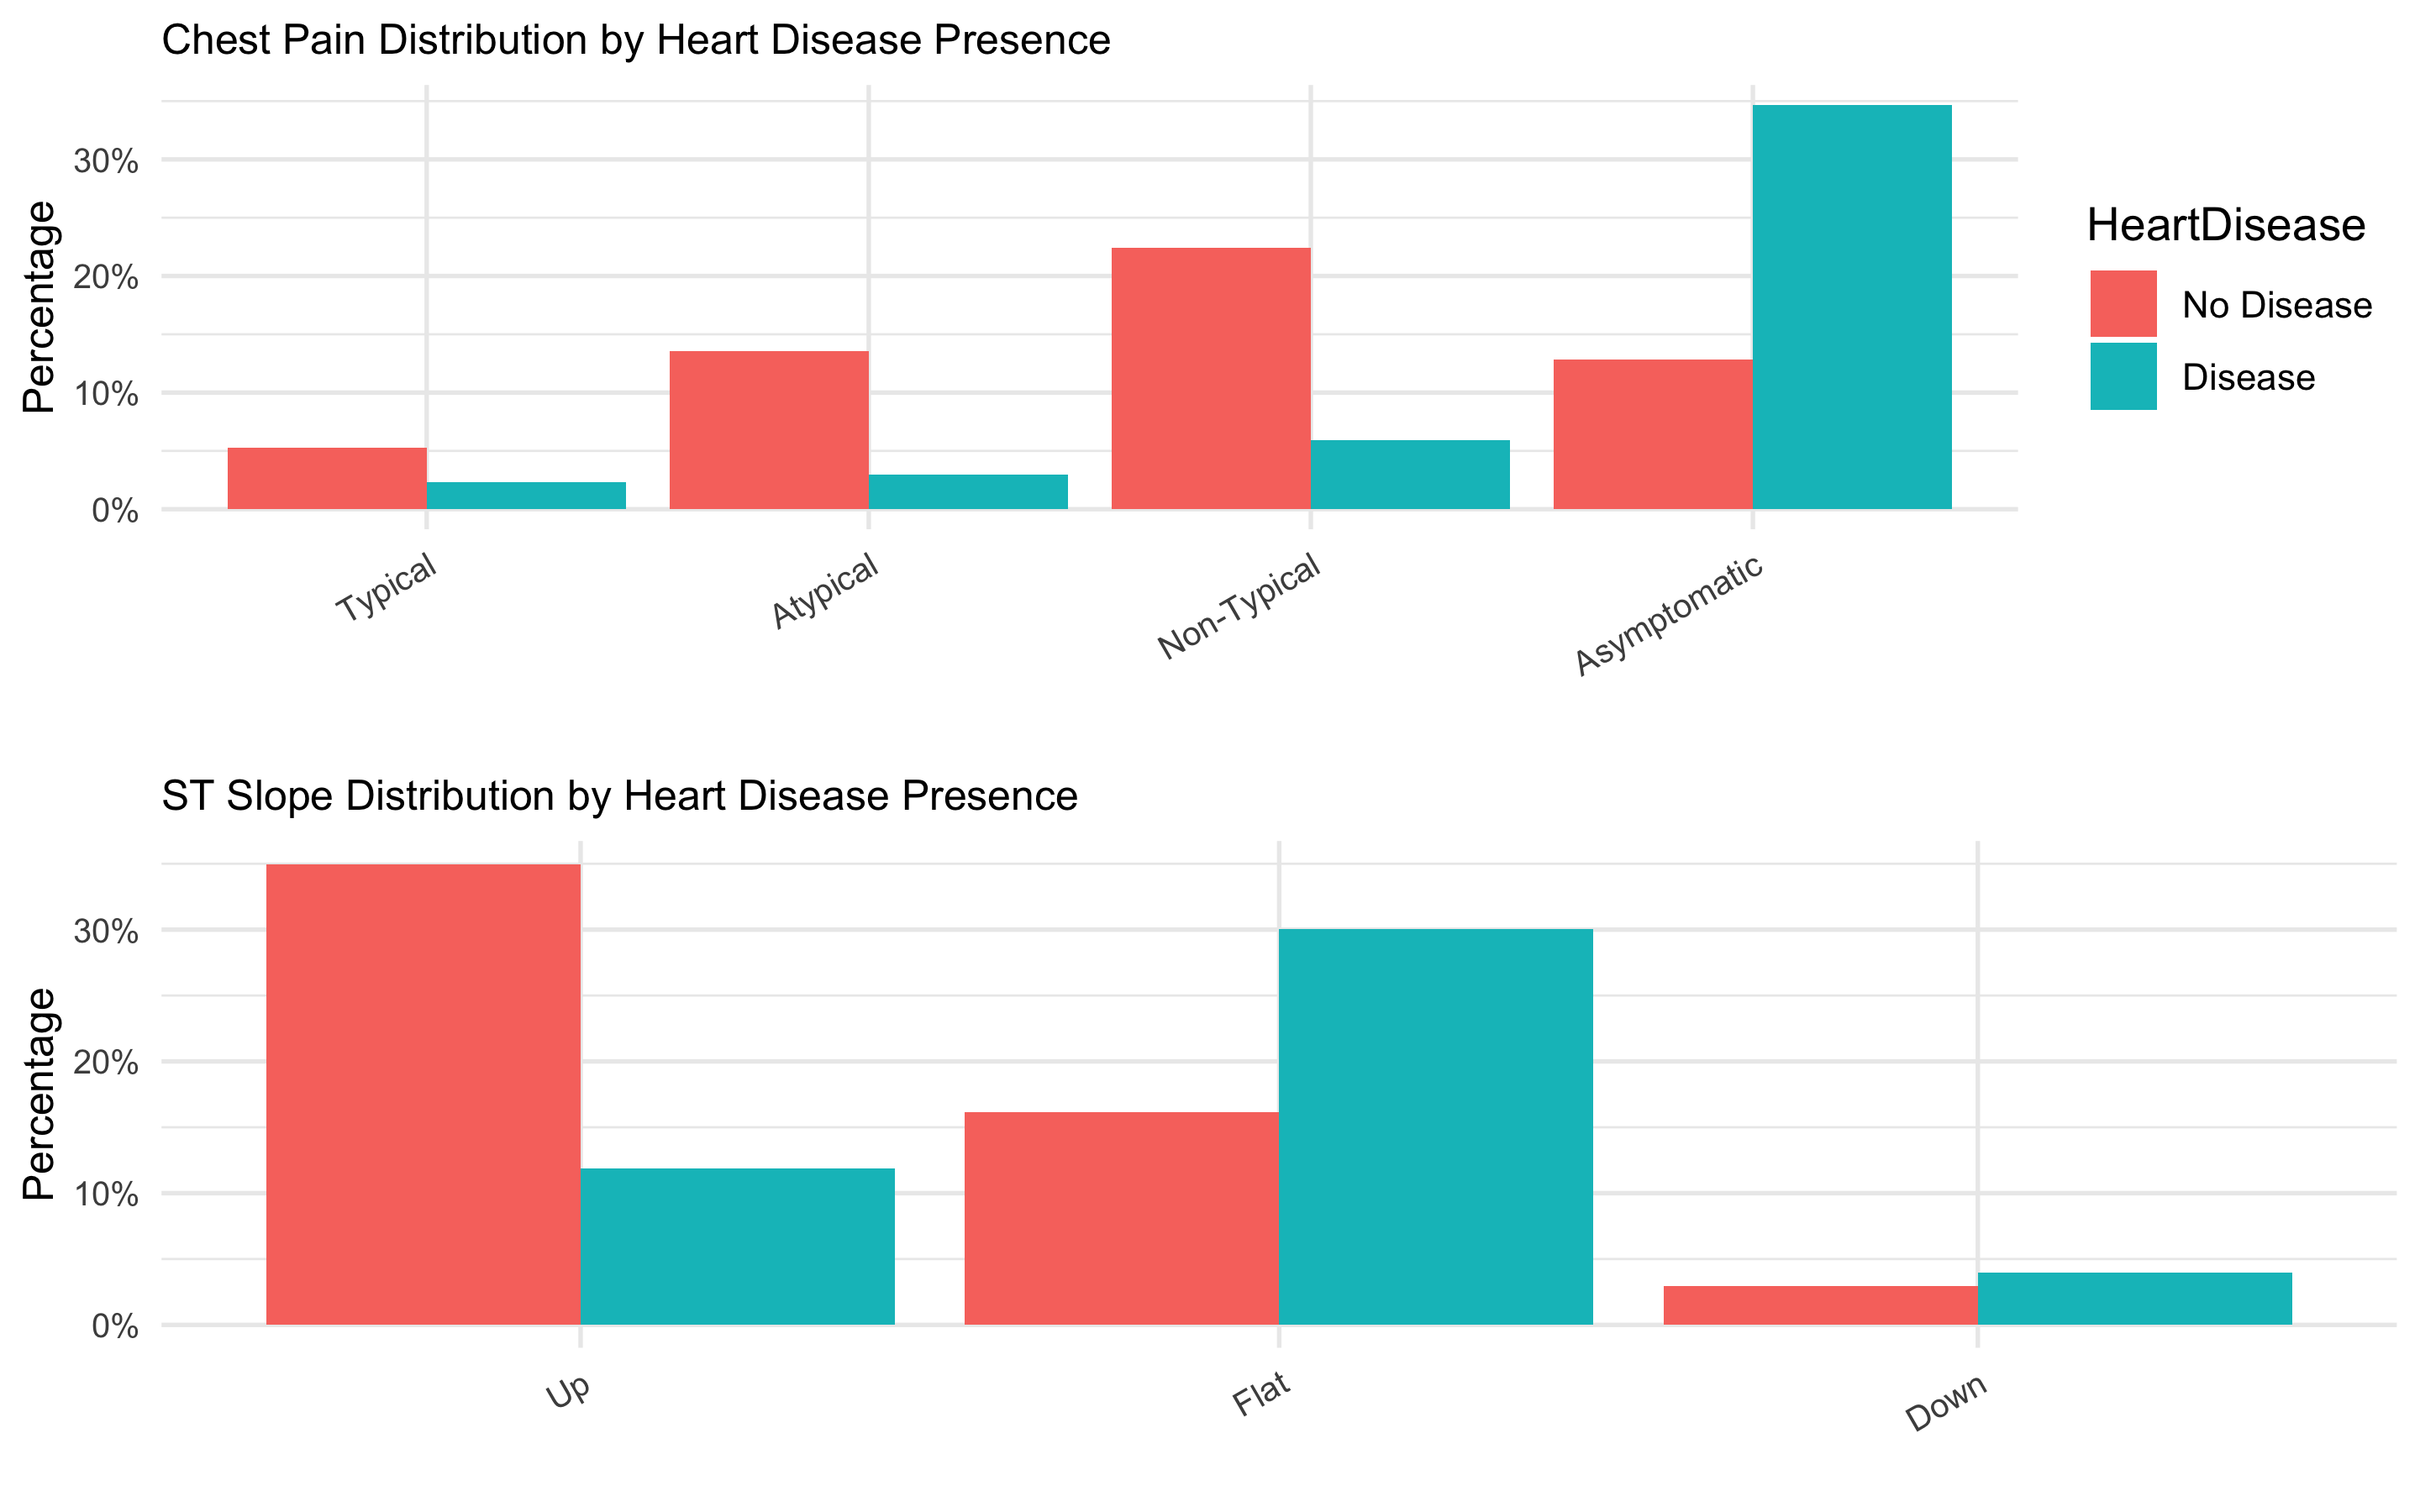 Chest Pain Distribution by Heart Disease Presence
Percentage
30%
20%
10%
0%
Typical
Atypical
Non-Typical
Asymptomatic
HeartDisease
No Disease
Disease
ST Slope Distribution by Heart Disease Presence
Percentage
30%
20%
10%
0%
Up
Flat
Down